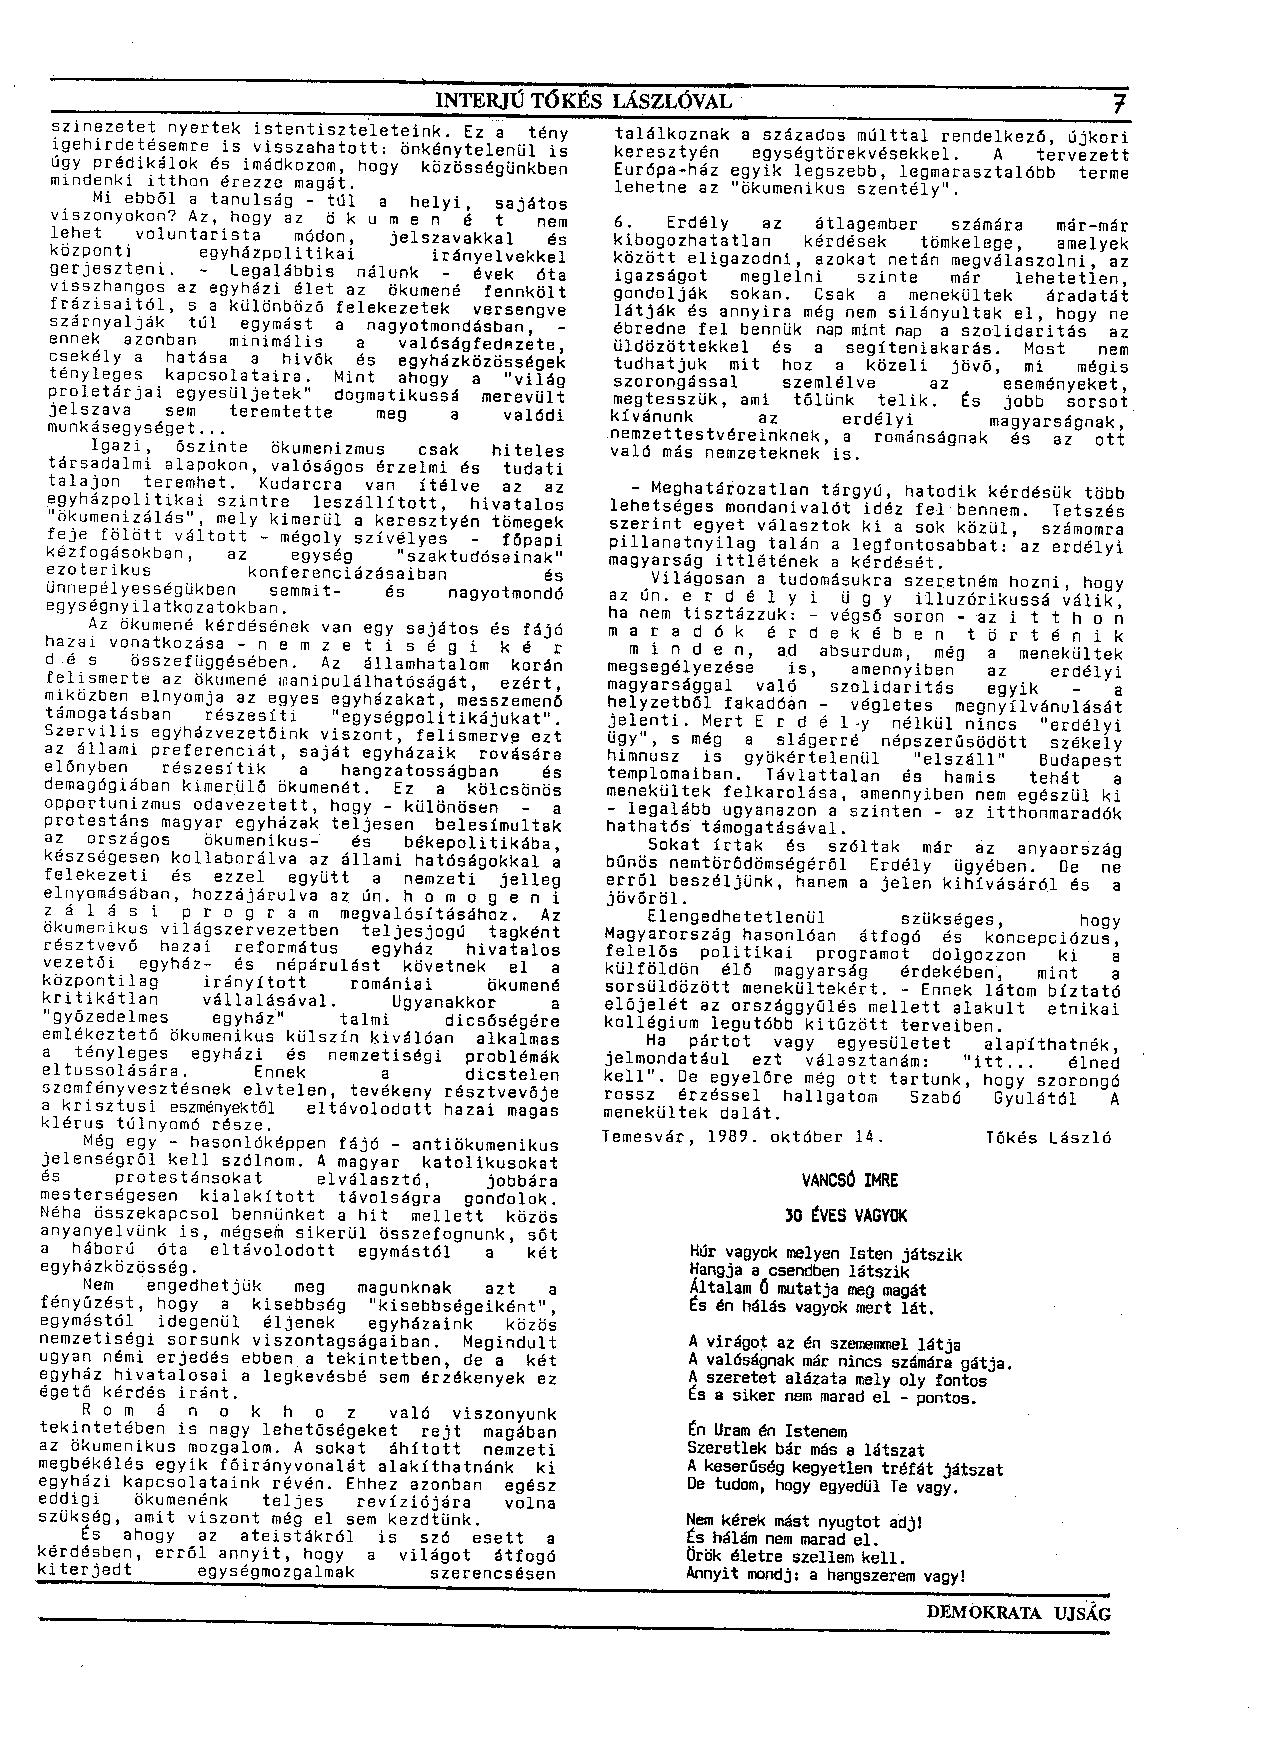 INTERJÚ TŐKÉS LÁSZLÓVAL 7
szinezetet nyertek istentiszteleteink. Ez a tény
igehirdetésemre is visszahatott: önkénytelenül is
úgy prédikálok és imádkozom, hogy közösségünkben
mindenki itthon érezze magát.
Mi ebből a tanulság - túl a helyi, sajátos
viszonyokon? Az, hogy az ö k u m e n é t nem
lehet voluntarista módon, jelszavakkal és
központi egyházpolitikai irányelvekkel
gerjeszteni. - Legalábbis nálunk - évek óta
visszhangos az egyházi élet az ökumené fennkölt
frázisaitól, s a különböző felekezetek versengve
szárnyalják túl egymást a nagyotmondásban, -
ennek azonban minimális a valóságfedezete,
csekély a hatása a hivők és egyházközösségek
tényleges kapcsolataira. Mint ahogy a "világ
proletárjai egyesüljetek" dogmatikussá merevült
jelszava sem teremtette meg a valódi
munkásegységet...
Igazi, őszinte ökumenizmus csak hiteles
társadalmi alapokon, valóságos érzelmi és tudati
talajon teremhet. Kudarcra van ítélve az az
egyházpolitikai szintre leszállított, hivatalos
"ökumenizálás", mely kimerül a keresztyén tömegek
feje fölött váltott - mégoly szívélyes - főpapi
kézfogásokban, az egység "szaktudósainak"
ezoterikus konferenciázásaiban és
ünnepélyességükben semmit- és nagyotmondó
egységnyilatkozatokban.
Az ökumené kérdésének van egy sajátos és fájó
hazai vonatkozása - n e m z e t i s é g i k é r
d é s összefüggésében. Az államhatalom korán
felismerte az ökumené manipulálhatóságát, ezért,
miközben elnyomja az egyes egyházakat, messzemenő
támogatásban részesíti "egységpolitikájukat".
Szervilis egyházvezetőink viszont, felismerve ezt
az állami preferenciát, saját egyházaik rovására
előnyben részesítik a hangzatosságban és
demagógiában kimerülő ökumenét. Ez a kölcsönös
opportunizmus odavezetett, hogy - különösen - a
protestáns magyar egyházak teljesen belesímultak
az országos ökumenikus- és békepolitikába,
készségesen kollaborálva az állami hatóságokkal a
felekezeti és ezzel együtt a nemzeti jelleg
elnyomásában, hozzájárulva az ún. h o m o g e n i
z á l á s i p r o g r a m megvalósításához. Az
ökumenikus világszervezetben teljesjogú tagként
résztvevő hazai református egyház hivatalos
vezetői egyház- és népárulást követnek el a
központilag irányított romániai ökumené
kritikátlan vállalásával. Ugyanakkor a
"győzedelmes egyház" talmi dicsőségére
emlékeztető ökumenikus külszín kiválóan alkalmas
a tényleges egyházi és nemzetiségi problémák
eltussolására. Ennek a dicstelen
szemfényvesztésnek elvtelen, tevékeny résztvevője
a krisztusi eszményektől eltávolodott hazai magas
klérus túlnyomó része.
Még egy - hasonlóképpen fájó - antiökumenikus
jelenségről kell szólnom. A magyar katolikusokat
és protestánsokat elválasztó, jobbára
mesterségesen kialakított távolságra gondolok.
Néha összekapcsol bennünket a hit mellett közös
anyanyelvünk is, mégsem sikerül összefognunk, sőt
a háború óta eltávolodott egymástól a két
egyházközösség.
Nem engedhetjük meg magunknak azt a
fényűzést, hogy a kisebbség "kisebbségeiként",
egymástól idegenül éljenek egyházaink közös
nemzetiségi sorsunk viszontagságaiban. Megindult
ugyan némi erjedés ebben a tekintetben, de a két
egyház hivatalosai a legkevésbé sem érzékenyek ez
égető kérdés iránt.
R o m á n o k h o z való viszonyunk
tekintetében is nagy lehetőségeket rejt magában
az ökumenikus mozgalom. A sokat áhított nemzeti
megbékélés egyik főirányvonalát alakíthatnánk ki
egyházi kapcsolataink révén. Ehhez azonban egész
eddigi ökumenénk teljes revíziójára volna
szükség, amit viszont még el sem kezdtünk.
És ahogy az ateistákról is szó esett a
kérdésben, erről annyit, hogy a világot átfogó
kiterjedt egységmozgalmak szerencsésen
találkoznak a százados múlttal rendelkező, újkori
keresztyén egységtörekvésekkel. A tervezett
Európa-ház egyik legszebb, legmarasztalóbb terme
lehetne az "ökumenikus szentély".
6. Erdély az átlagember számára már-már
kibogozhatatlan kérdések tömkelege, amelyek
között eligazodni, azokat netán megválaszolni, az
igazságot meglelni szinte már lehetetlen,
gondolják sokan. Csak a menekültek áradatát
látják és annyira még nem silányultak el, hogy ne
ébredne fel bennük nap mint nap a szolidaritás az
üldözöttekkel és a segíteniakarás. Most nem
tudhatjuk mit hoz a közeli jövő, mi mégis
szorongással szemlélve az eseményeket,
megtesszük, ami tőlünk telik. És jobb sorsot
kívánunk az erdélyi magyarságnak,
nemzettestvéreinknek, a románságnak és az ott
való más nemzeteknek is.
- Meghatározatlan tárgyú, hatodik kérdésük több
lehetséges mondanivalót idéz fel bennem. Tetszés
szerint egyet választok ki a sok közül, számomra
pillanatnyilag talán a legfontosabbat: az erdélyi
magyarság ittlétének a kérdését.
Világosan a tudomásukra szeretném hozni, hogy
az ún. e r d é l y i ü g y illuzórikussá válik,
ha nem tisztázzuk: - végső soron - az i t t h o n
m a r a d ó k é r d e k é b e n t ö r t é n i k
m i n d e n, ad absurdum, még a menekültek
megsegélyezése is, amennyiben az erdélyi
magyarsággal való szolidaritás egyik - a
helyzetből fakadóan - végletes megnyílvánulását
jelenti. Mert E r d é l y nélkül nincs "erdélyi
ügy", s még a slágerré népszerűsödött székely
himnusz is gyökértelenül "elszáll" Budapest
templomaiban. Távlattalan és hamis tehát a
menekültek felkarolása, amennyiben nem egészül ki
- legalább ugyanazon a szinten - az itthonmaradók
hathatós támogatásával.
Sokat írtak és szóltak már az anyaország
bűnös nemtörődömségéről Erdély ügyében. De ne
erről beszéljünk, hanem a jelen kihívásáról és a
jövőről.
Elengedhetetlenül szükséges, hogy
Magyarország hasonlóan átfogó és koncepciózus,
felelős politikai programot dolgozzon ki a
külföldön élő magyarság érdekében, mint a
sorsüldözött menekültekért. - Ennek látom bíztató
előjelét az országgyűlés mellett alakult etnikai
kollégium legutóbb kitűzött terveiben.
Ha pártot vagy egyesületet alapíthatnék,
jelmondatául ezt választanám: "itt... élned
kell". De egyelőre még ott tartunk, hogy szorongó
rossz érzéssel hallgatom Szabó Gyulától A
menekültek dalát.
Temesvár, 1989. október 14. Tőkés László
VANCSÓ IMRE
30 ÉVES VAGYOK
Húr vagyok melyen Isten játszik
Hangja a csendben látszik
Általam Ő mutatja meg magát
És én hálás vagyok mert lát.
A virágot az én szememmel látja
A valóságnak már nincs számára gátja.
A szeretet alázata mely oly fontos
És a siker nem marad el - pontos.
Én Uram én Istenem
Szeretlek bár más a látszat
A keserűség kegyetlen tréfát játszat
De tudom, hogy egyedül Te vagy.
Nem kérek mást nyugtot adj!
És hálám nem marad el.
Örök életre szellem kell.
Annyit mondj: a hangszerem vagy!
DEMOKRATA UJSÁG